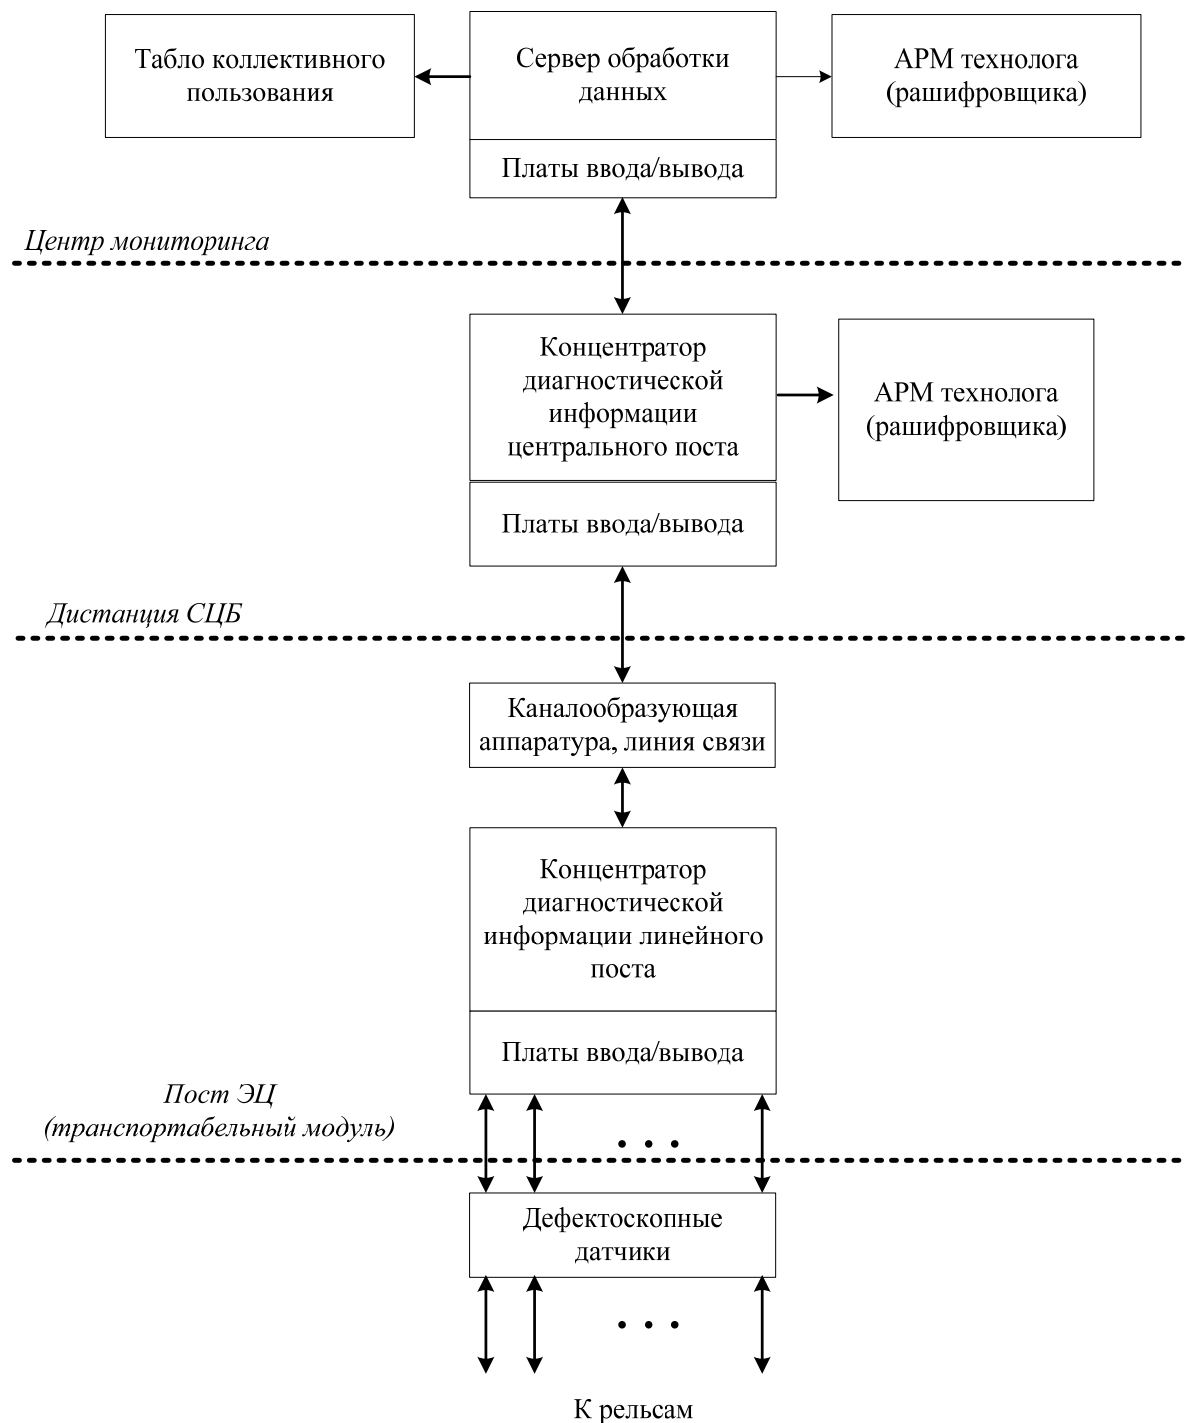 Табло коллективного
пользования
Сервер обработки
данных
АРМ технолога
(рашифровщика)
Платы ввода/вывода
Центр мониторинга
Концентратор
диагностической
информации
центрального поста
АРМ технолога
(рашифровщика)
Платы ввода/вывода
Дистанция СЦБ
Каналообразующая
аппаратура, линия связи
Концентратор
диагностической
информации линейного
поста
Платы ввода/вывода
Пост ЭЦ
(транспортабельный модуль)
. . .
Дефектоскопные
датчики
. . .
К рельсам